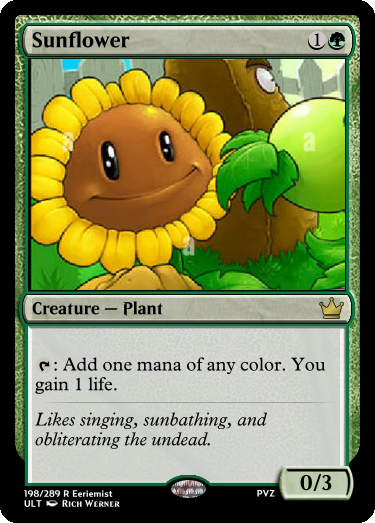 Sunflower 1
a a
a
Creature — Plant
: Add one mana of any color. You
gain 1 life.
Likes singing, sunbathing, and
obliterating the undead.
0/3
198/289 R Eeriemist PVZ
ULT Rich Werner